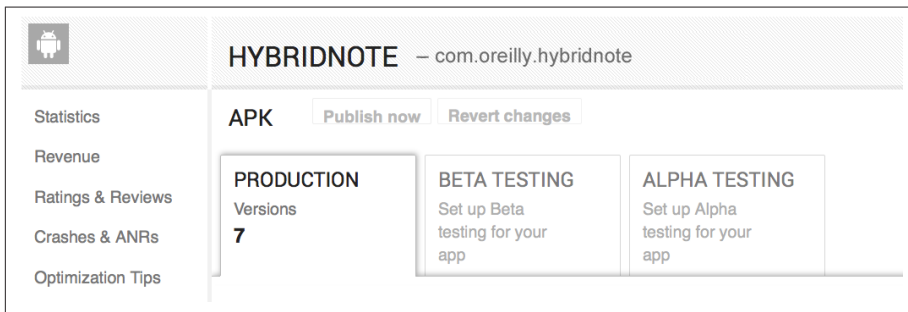 HYBRIDNOTE – com.oreilly.hybridnote
Statistics
Revenue
Ratings & Reviews
Crashes & ANRs
Optimization Tips
APK Publish now Revert changes
PRODUCTION
Versions
7
BETA TESTING
Set up Beta
testing for your
app
ALPHA TESTING
Set up Alpha
testing for your
app